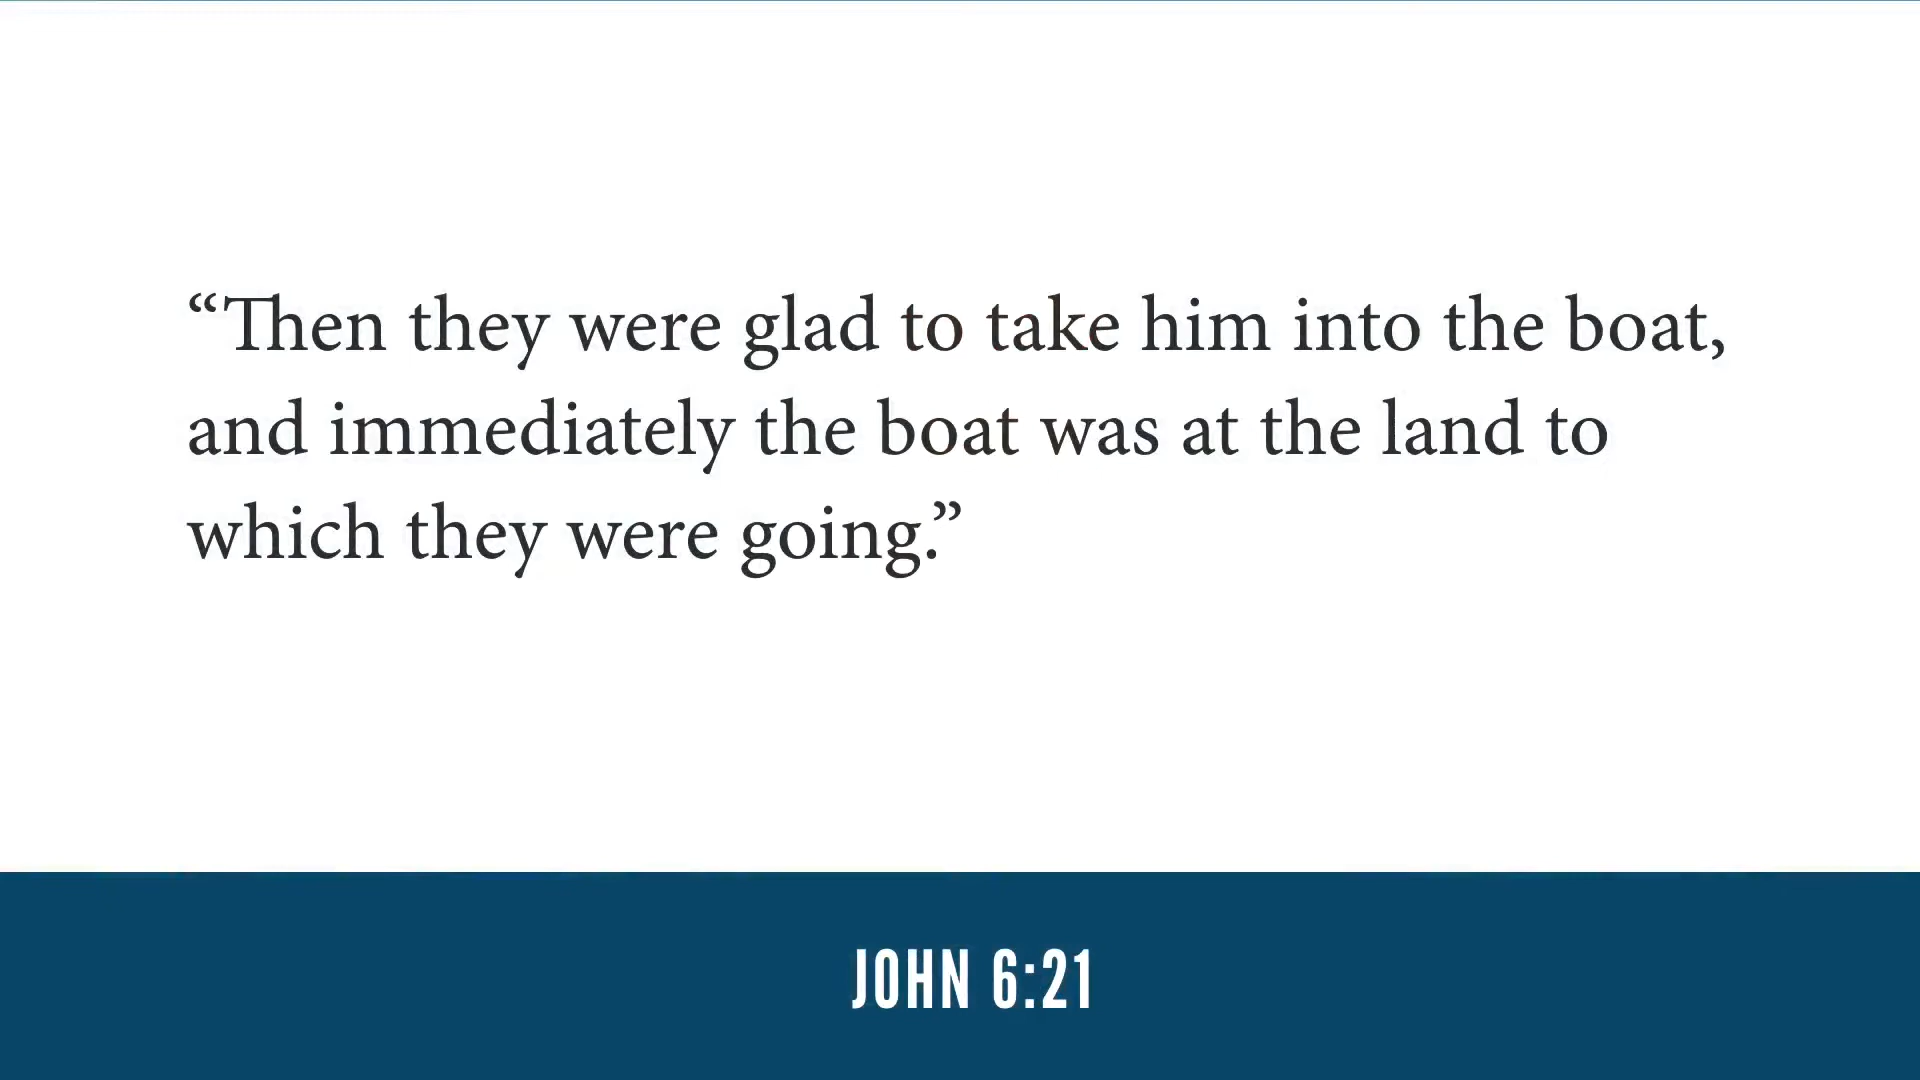 “Then they were glad to take him into the boat,
and immediately the boat was at the land to
which they were going.”
JOHN 6:21